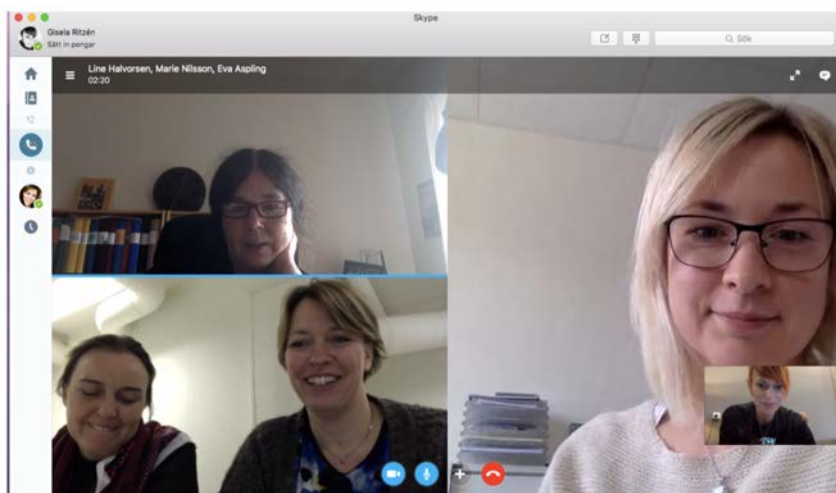 Skype
Gisela Ritzén
Sätt in pengar
Sök
Line Halvorsen, Marie Nilsson, Eva Aspling
02:20